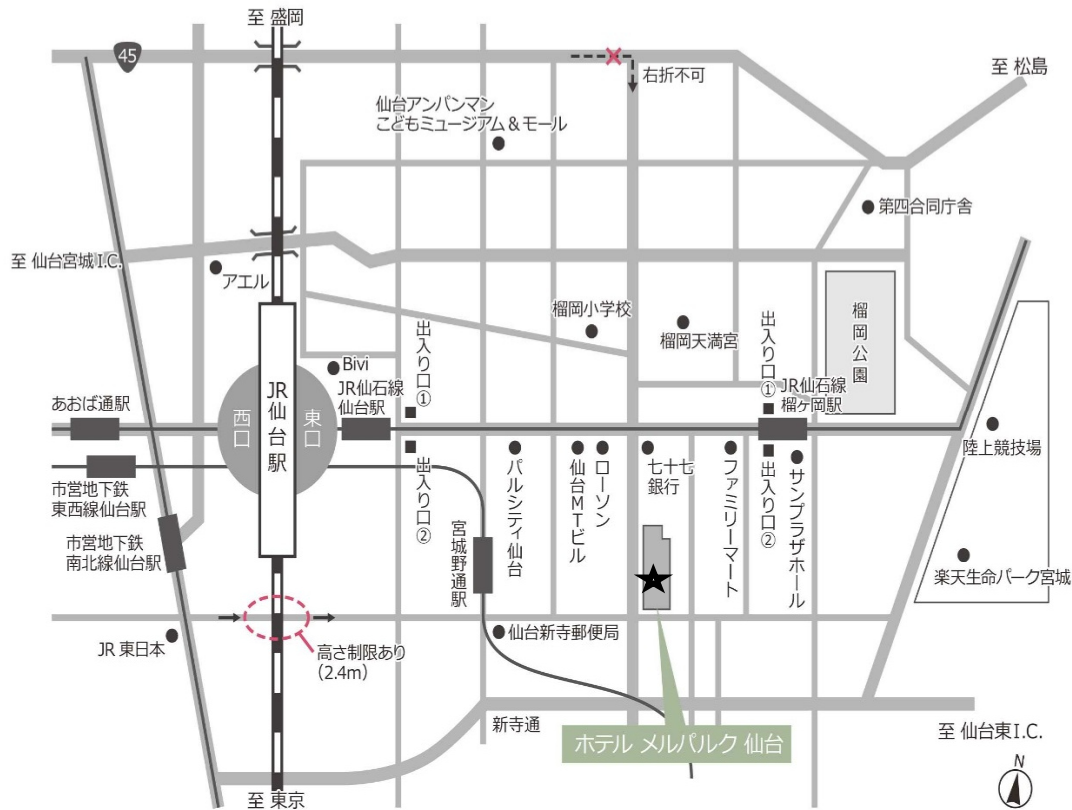 至 盛岡
45
右折不可
至 松島
仙台アンパンマン
こどもミュージアム＆モール
第四合同庁舎
至 仙台宮城I.C.
アエル
榴岡小学校
榴岡天満宮
榴岡公園
出入り口①
出入り口①
Bivi
JR仙石線
仙台駅
JR仙石線
榴ヶ岡駅
あおば通駅
西口
JR仙台駅
東口
陸上競技場
市営地下鉄
東西線仙台駅
出入り口②
パルシティ仙台
仙台MTビル
ローソン
七十七
銀行
ファミリーマート
出入り口②
サンプラザホール
市営地下鉄
南北線仙台駅
宮城野通駅
楽天生命パーク宮城
JR 東日本
高さ制限あり
(2.4m)
仙台新寺郵便局
新寺通
ホテル メルパルク 仙台
至 仙台東I.C.
N
至 東京